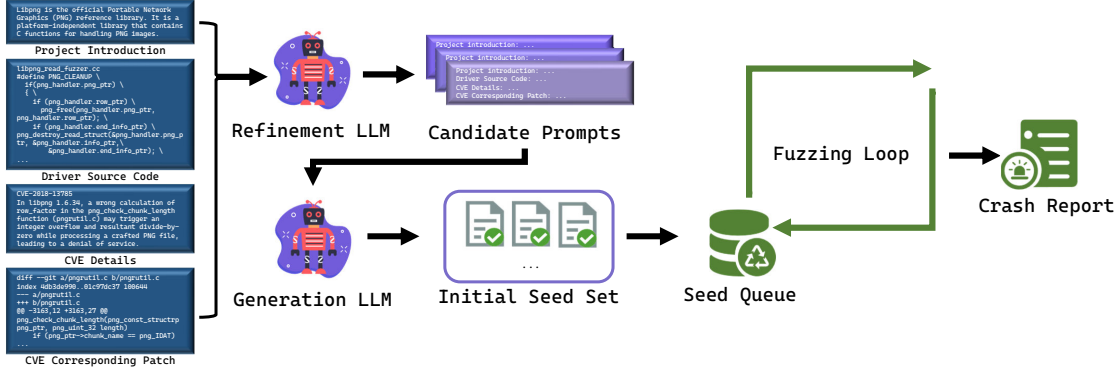 Libpng is the official Portable Network
Graphics (PNG) reference library. It is a
platform-independent library that contains
C functions for handling PNG images.
Project Introduction
libpng_read_fuzzer.cc
#define PNG_CLEANUP \
if(png_handler.png_ptr) \
{ \
if (png_handler.row_ptr) \
png_free(png_handler.png_ptr,
png_handler.row_ptr); \
if (png_handler.end_info_ptr) \
png_destroy_read_struct(&png_handler.png_p
tr, &png_handler.info_ptr,\
&png_handler.end_info_ptr); \
...
Driver Source Code
CVE-2018-13785
In libpng 1.6.34, a wrong calculation of
row_factor in the png_check_chunk_length
function (pngrutil.c) may trigger an
integer overflow and resultant divide-by-
zero while processing a crafted PNG file,
leading to a denial of service.
CVE Details
diff --git a/pngrutil.c b/pngrutil.c
index 4db3de990..01c97dc37 100644
--- a/pngrutil.c
+++ b/pngrutil.c
@@ -3163,12 +3163,27 @@
png_check_chunk_length(png_const_structrp
png_ptr, png_uint_32 length)
if (png_ptr->chunk_name == png_IDAT)
...
CVE Corresponding Patch
Refinement LLM
Project introduction: ...
Project introduction: ...
Project introduction: ...
Driver Source Code: ...
CVE Details: ...
CVE Corresponding Patch: ...
Candidate Prompts
Generation LLM
...
Initial Seed Set
Seed Queue
Fuzzing Loop
Crash Report